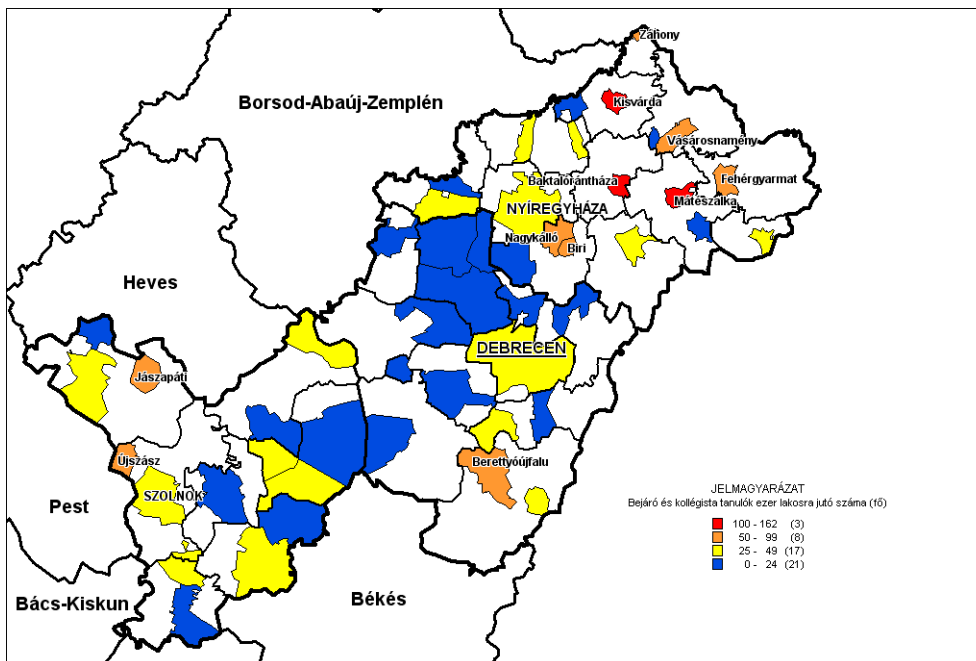 Záhony
Borsod-Abaúj-Zemplén
Kisvárda
Vásárosnamény
Baktalórántháza
Fehérgyarmat
Mátészalka
NYÍREGYHÁZA
Nagykálló
Biri
Heves
DEBRECEN
Jászapáti
Újszász
Berettyóújfalu
SZOLNOK
Pest
JELMAGYARÁZAT
Bejáró és kollégista tanulók ezer lakosra jutó száma (fő)
100 - 162 (3)
50 - 99 (8)
25 - 49 (17)
0 - 24 (21)
Bács-Kiskun
Békés